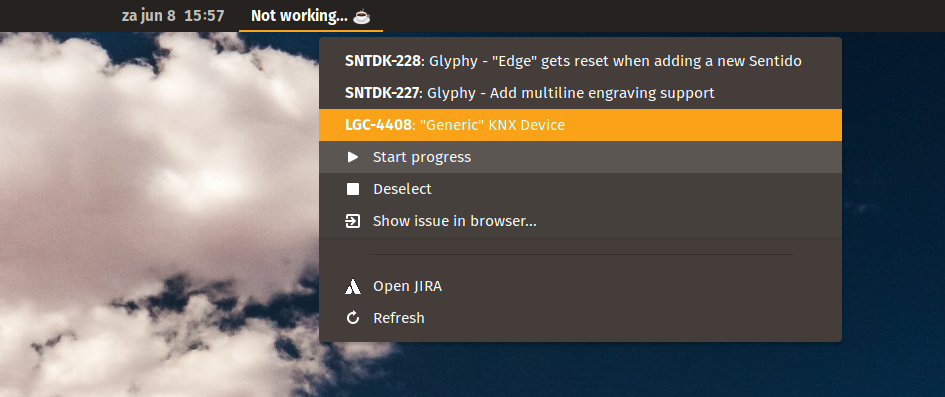 za jun 8 15:57 Not working... ☕
SNTDK-228: Glyphy - "Edge" gets reset when adding a new Sentido
SNTDK-227: Glyphy - Add multiline engraving support
LGC-4408: "Generic" KNX Device
Start progress
Deselect
Show issue in browser...
Open JIRA
Refresh